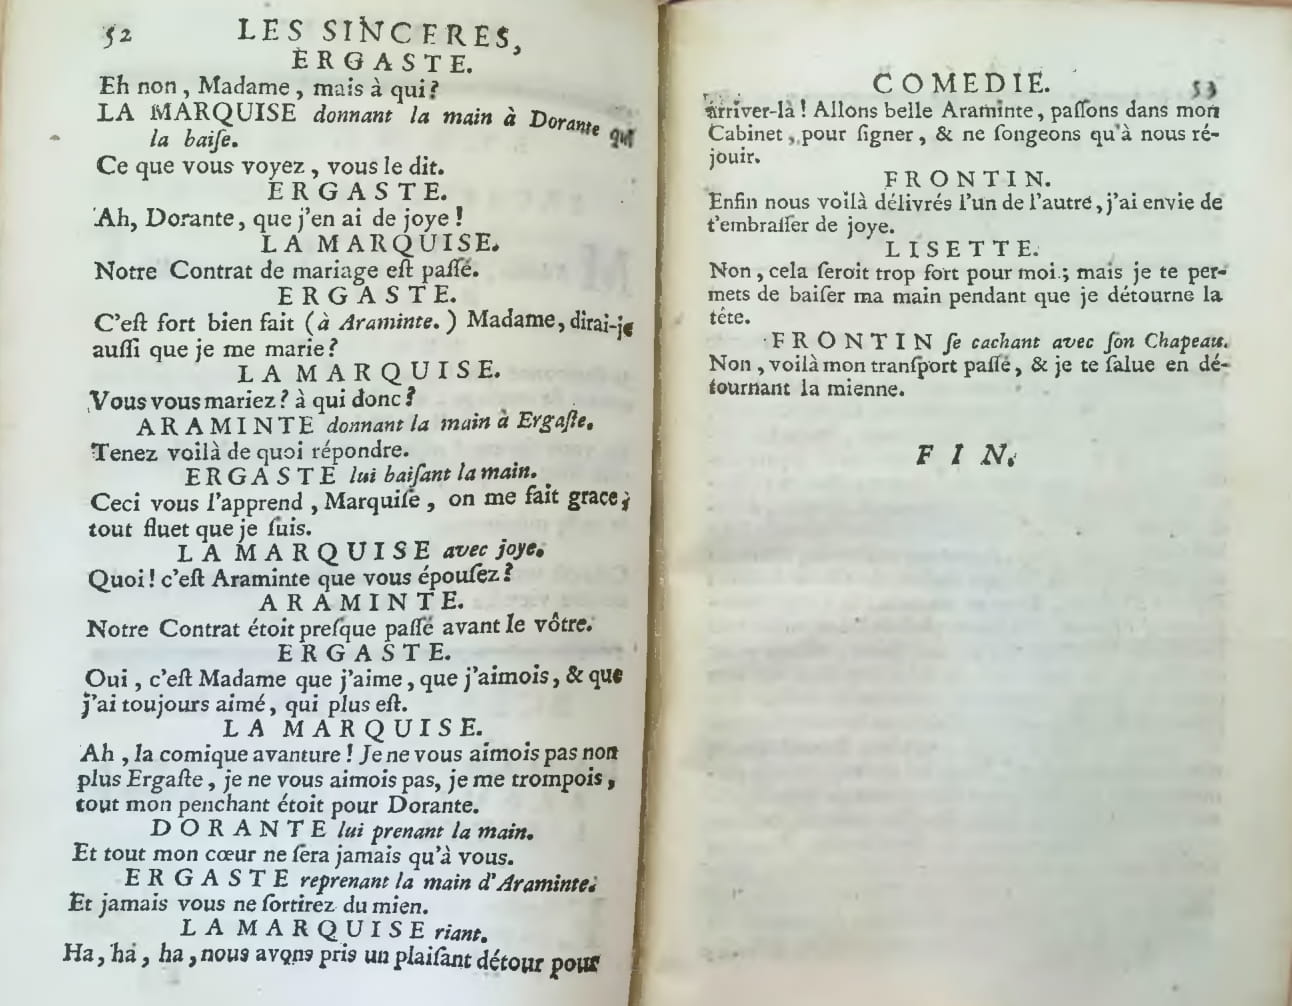 52 LES SINCERES,
ERGASTE.
Eh non, Madame, mais à qui?
LA MARQUISE donnant la main à Dorante qui
la baiſe.
Ce que vous voyez, vous le dit.
ERGASTE.
Ah, Dorante, que j'en ai de joye!
LA MARQUISE.
Notre Contrat de mariage eſt paſſé.
ERGASTE.
C'eſt fort bien fait (à Araminte.) Madame, dirai-je
auſſi que je me marie?
LA MARQUISE.
Vous vous mariez? à qui donc?
ARAMINTE donnant la main à Ergaſte.
Tenez voilà de quoi répondre.
ERGASTE lui baiſant la main.
Ceci vous l'apprend, Marquiſe, on me fait grace,
tout fluet que je ſuis.
LA MARQUISE avec joye.
Quoi! c'eſt Araminte que vous épouſez?
ARAMINTE.
Notre Contrat étoit preſque paſſé avant le vôtre.
ERGASTE.
Oui, c'eſt Madame que j'aime, que j'aimois, & que
j'ai toujours aimé, qui plus eſt.
LA MARQUISE.
Ah, la comique avanture! Je ne vous aimois pas non
plus Ergaſte, je ne vous aimois pas, je me trompois,
tout mon penchant étoit pour Dorante.
DORANTE lui prenant la main.
Et tout mon cœur ne ſera jamais qu'à vous.
ERGASTE reprenant la main d'Araminte.
Et jamais vous ne ſortirez du mien.
LA MARQUISE riant.
Ha, ha, ha, nous avons pris un plaiſant détour pour
COMEDIE. 53
arriver-là! Allons belle Araminte, paſſons dans mon
Cabinet, pour ſigner, & ne ſongeons qu'à nous ré-
jouir.
FRONTIN.
Enfin nous voilà délivrés l'un de l'autre, j'ai envie de
t'embraſſer de joye.
LISETTE.
Non, cela ſeroit trop fort pour moi; mais je te per-
mets de baiſer ma main pendant que je détourne la
tête.
FRONTIN ſe cachant avec ſon Chapeau.
Non, voilà mon tranſport paſſé, & je te ſalue en dé-
tournant la mienne.
FIN.